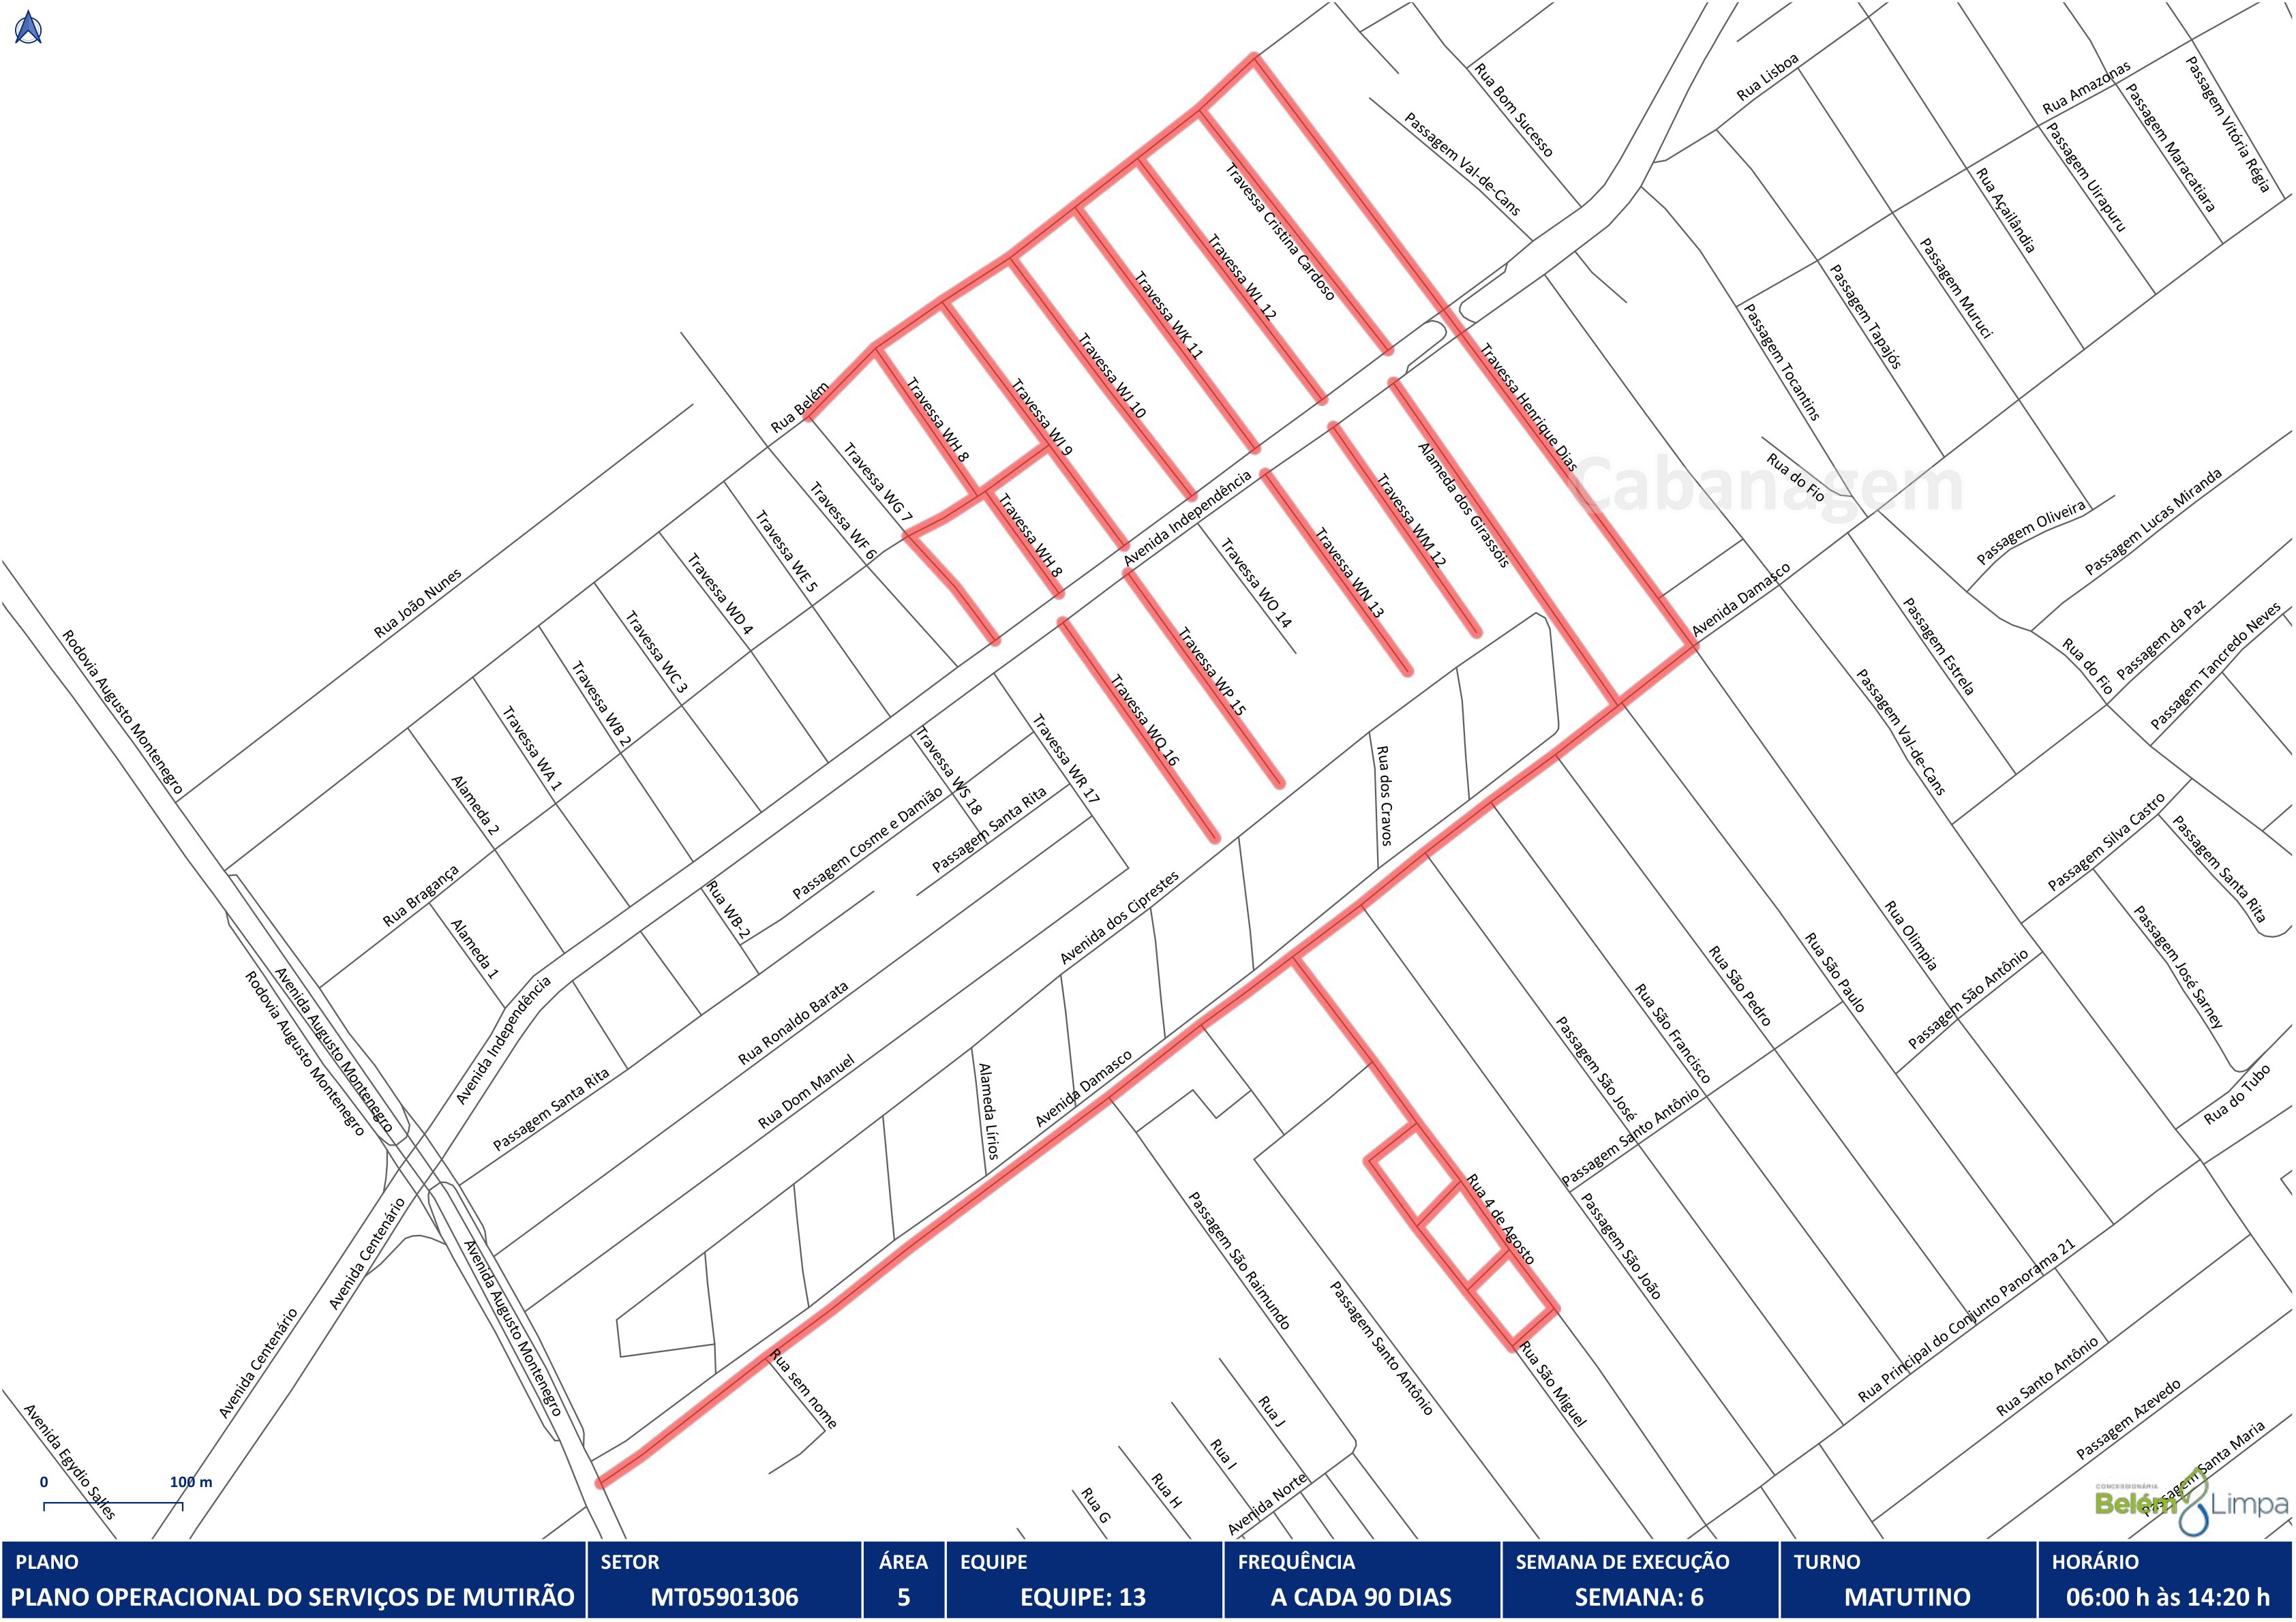 Rua Bom Sucesso
Passagem Val-de-Cans
Rua Lisboa
Rua Amazonas
Passagem Vitória Régia
Passagem Maracatiara
Passagem Uirapuru
Rua Açailândia
Passagem Muruci
Passagem Tapajós
Passagem Tocantins
Travessa Cristina Cardoso
Travessa WL 12
Travessa WK 11
Travessa WJ 10
Travessa WI 9
Travessa WH 8
Rua Belém
Travessa WG 7
Travessa WF 6
Travessa WE 5
Travessa WD 4
Travessa WC 3
Travessa WB 2
Travessa WA 1
Alameda 2
Alameda 1
Rua Bragança
Rua João Nunes
Rodovia Augusto Montenegro
Travessa WH 8
Avenida Independência
Travessa Henrique Dias
Alameda dos Girassóis
Travessa WM 12
Travessa WN 13
Travessa WO 14
Travessa WP 15
Travessa WQ 16
Travessa WR 17
Travessa WS 18
Cabanagem
Rua do Fio
Passagem Oliveira
Passagem Lucas Miranda
Passagem da Paz
Passagem Tancredo Neves
Rua do Fio
Passagem Estrela
Avenida Damasco
Passagem Val-de-Cans
Passagem Silva Castro
Passagem Santa Rita
Passagem José Sarney
Rua do Tubo
Passagem São Antônio
Rua Olimpia
Rua São Paulo
Rua São Pedro
Rua São Francisco
Passagem São José
Passagem Santo Antônio
Passagem São João
Rua 4 de Agosto
Rua São Miguel
Passagem Santo Antônio
Passagem São Raimundo
Rua dos Cravos
Avenida dos Ciprestes
Passagem Cosme e Damião
Passagem Santa Rita
Rua WB-2
Rua Ronaldo Barata
Rua Dom Manuel
Passagem Santa Rita
Avenida Independência
Alameda Lírios
Avenida Damasco
Avenida Augusto Montenegro
Rodovia Augusto Montenegro
Avenida Centenário
Avenida Centenário
Avenida Augusto Montenegro
Avenida Egydio Salles
Rua sem nome
Rua J
Rua I
Rua H
Rua G
Avenida Norte
Rua Principal do Conjunto Panorama 21
Rua Santo Antônio
Passagem Azevedo
Passagem Santa Maria
0 100 m
CONCESSIONÁRIA
Belém Limpa
PLANO
PLANO OPERACIONAL DO SERVIÇOS DE MUTIRÃO
SETOR
MT05901306
ÁREA
5
EQUIPE
EQUIPE: 13
FREQUÊNCIA
A CADA 90 DIAS
SEMANA DE EXECUÇÃO
SEMANA: 6
TURNO
MATUTINO
HORÁRIO
06:00 h às 14:20 h